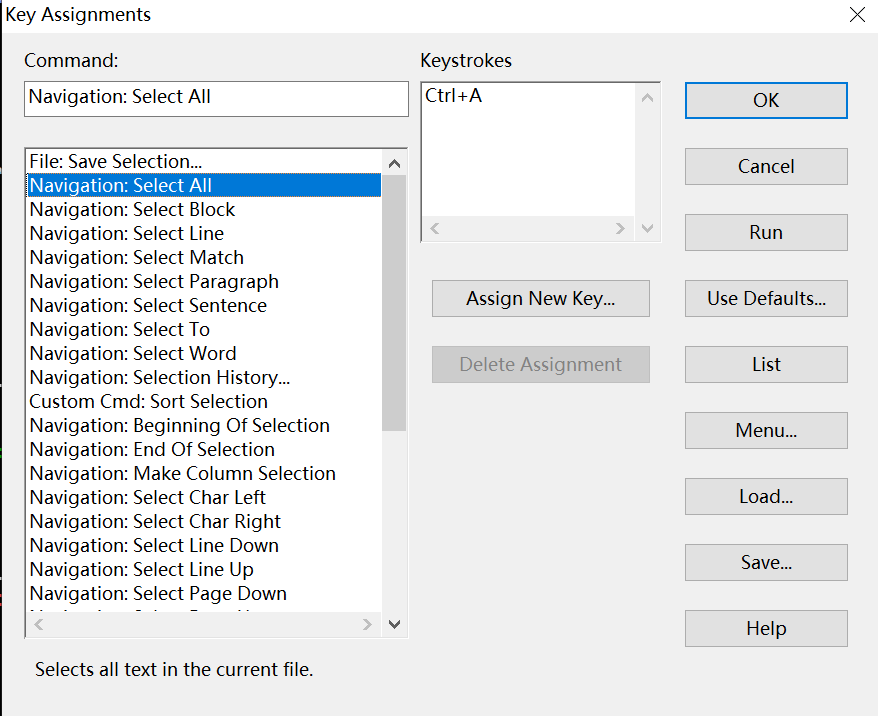 Key Assignments
Command:
Navigation: Select All
File: Save Selection...
Navigation: Select All
Navigation: Select Block
Navigation: Select Line
Navigation: Select Match
Navigation: Select Paragraph
Navigation: Select Sentence
Navigation: Select To
Navigation: Select Word
Navigation: Selection History...
Custom Cmd: Sort Selection
Navigation: Beginning Of Selection
Navigation: End Of Selection
Navigation: Make Column Selection
Navigation: Select Char Left
Navigation: Select Char Right
Navigation: Select Line Down
Navigation: Select Line Up
Navigation: Select Page Down
Selects all text in the current file.
Keystrokes
Ctrl+A
Assign New Key...
Delete Assignment
OK
Cancel
Run
Use Defaults...
List
Menu...
Load...
Save...
Help